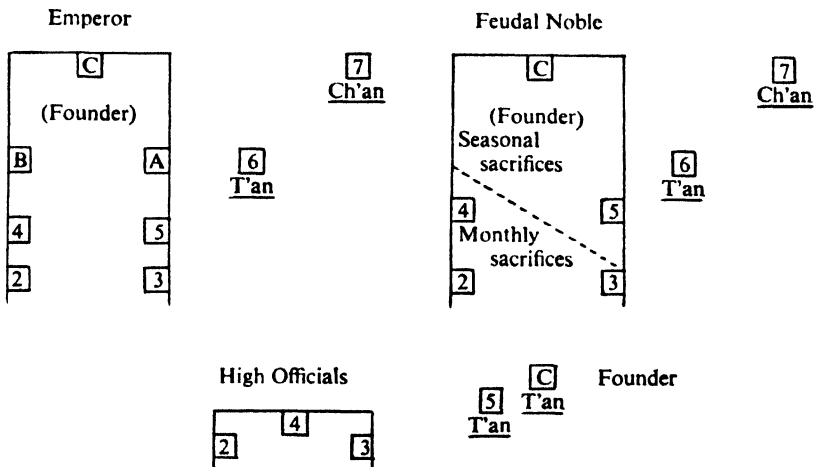 Emperor
C
(Founder)
B
A
4
5
2
3
6
T'an
7
Ch'an
Feudal Noble
C
(Founder)
Seasonal
sacrifices
4
5
Monthly
sacrifices
2
3
6
T'an
7
Ch'an
High Officials
4
2
3
5
T'an
C
T'an
Founder